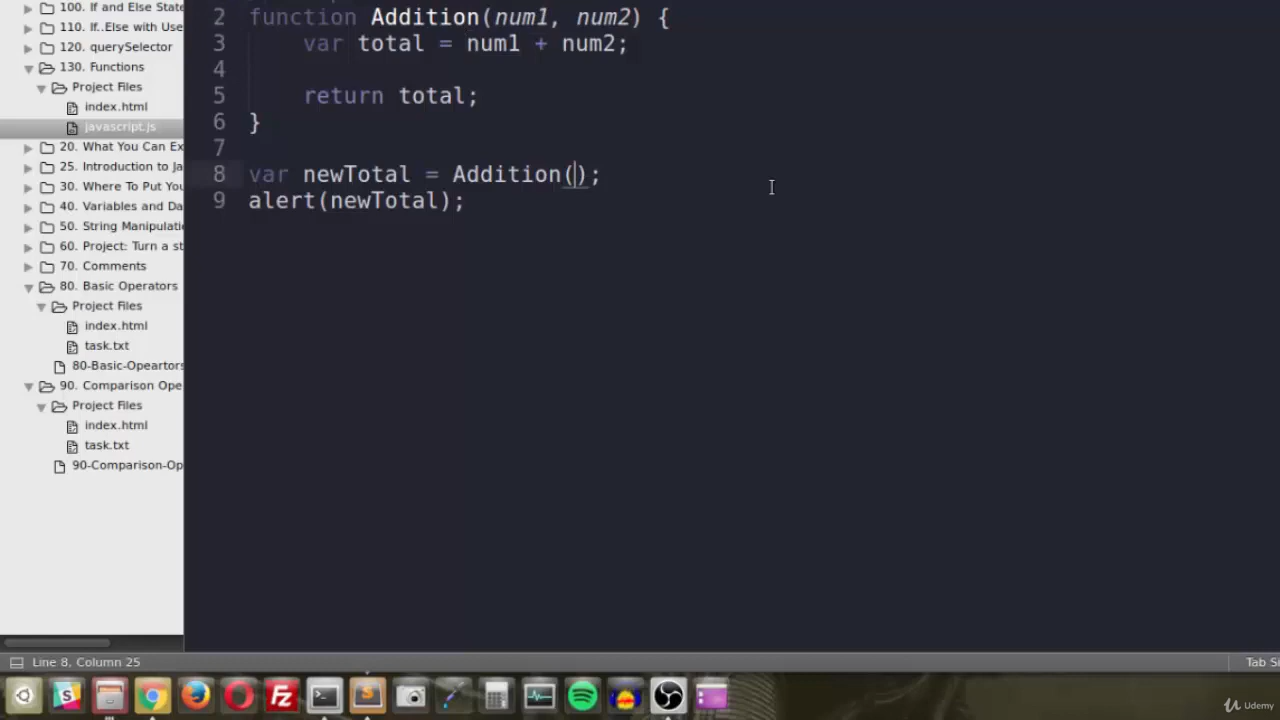 100. If and Else State
110. If..Else with Use
120. querySelector
130. Functions
Project Files
index.html
javascript.js
20. What You Can Ex
25. Introduction to Ja
30. Where To Put You
40. Variables and Da
50. String Manipulati
60. Project: Turn a st
70. Comments
80. Basic Operators
Project Files
index.html
task.txt
80-Basic-Opeartors
90. Comparison Ope
Project Files
index.html
task.txt
90-Comparison-Op
2 function Addition(num1, num2) {
3 var total = num1 + num2;
4
5 return total;
6 }
7
8 var newTotal = Addition();
9 alert(newTotal);
Line 8, Column 25
Tab Si
Udemy